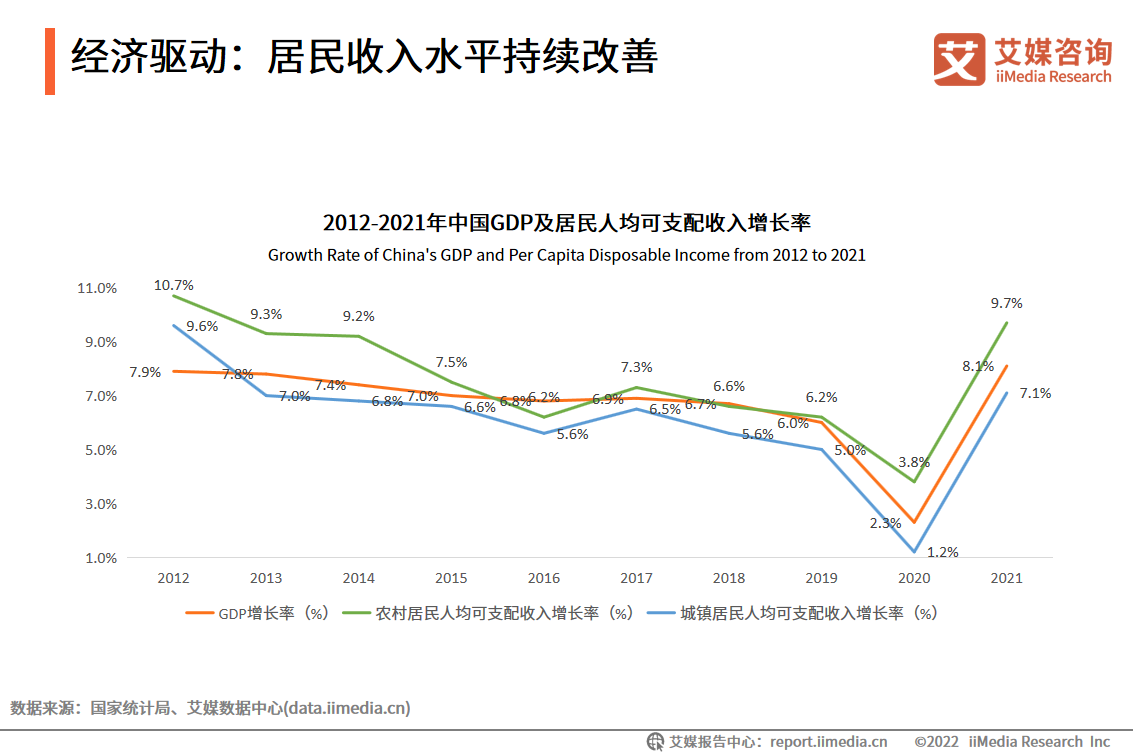 经济驱动：居民收入水平持续改善
艾 艾媒咨询
iiMedia Research
2012-2021年中国GDP及居民人均可支配收入增长率
Growth Rate of China's GDP and Per Capita Disposable Income from 2012 to 2021
11.0%
9.0%
7.0%
5.0%
3.0%
1.0%
10.7% 9.3% 9.2% 7.5% 6.2% 7.3% 6.6% 6.2% 3.8% 9.7%
7.9% 7.8% 7.4% 7.0% 6.8% 6.9% 6.7% 6.0% 2.3% 8.1%
9.6% 7.0% 6.8% 6.6% 5.6% 6.5% 5.6% 5.0% 1.2% 7.1%
2012 2013 2014 2015 2016 2017 2018 2019 2020 2021
GDP增长率（%） 农村居民人均可支配收入增长率（%） 城镇居民人均可支配收入增长率（%）
数据来源：国家统计局、艾媒数据中心(data.iimedia.cn)
艾媒报告中心：report.iimedia.cn ©2022 iiMedia Research Inc